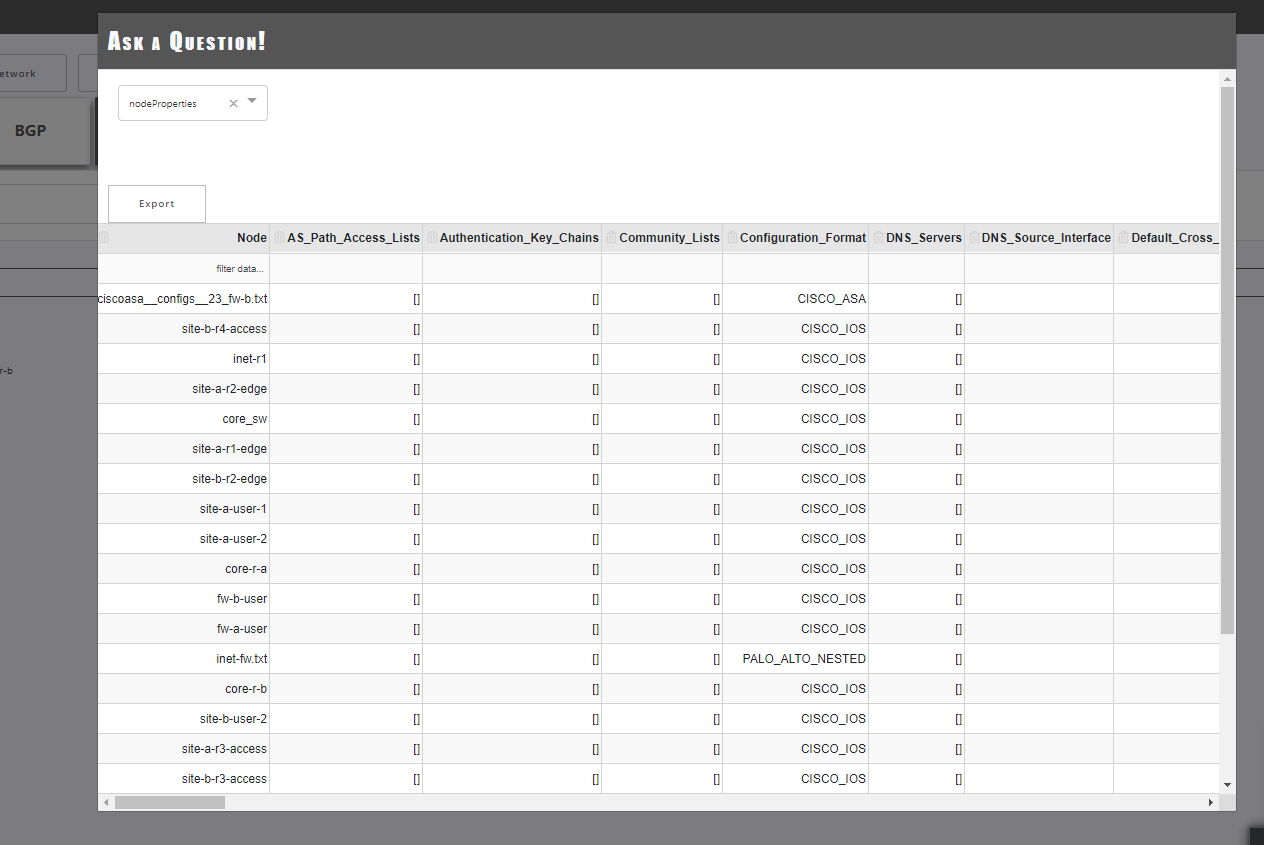 Ask a Question!
etwork
nodeProperties
BGP
Export
Node AS_Path_Access_Lists Authentication_Key_Chains Community_Lists Configuration_Format DNS_Servers DNS_Source_Interface Default_Cross_
filter data...
ciscoasa__configs__23_fw-b.txt [] [] [] CISCO_ASA []
site-b-r4-access [] [] [] CISCO_IOS []
inet-r1 [] [] [] CISCO_IOS []
r-b
site-a-r2-edge [] [] [] CISCO_IOS []
core_sw [] [] [] CISCO_IOS []
site-a-r1-edge [] [] [] CISCO_IOS []
site-b-r2-edge [] [] [] CISCO_IOS []
site-a-user-1 [] [] [] CISCO_IOS []
site-a-user-2 [] [] [] CISCO_IOS []
core-r-a [] [] [] CISCO_IOS []
fw-b-user [] [] [] CISCO_IOS []
fw-a-user [] [] [] CISCO_IOS []
inet-fw.txt [] [] [] PALO_ALTO_NESTED []
core-r-b [] [] [] CISCO_IOS []
site-b-user-2 [] [] [] CISCO_IOS []
site-a-r3-access [] [] [] CISCO_IOS []
site-b-r3-access [] [] [] CISCO_IOS []